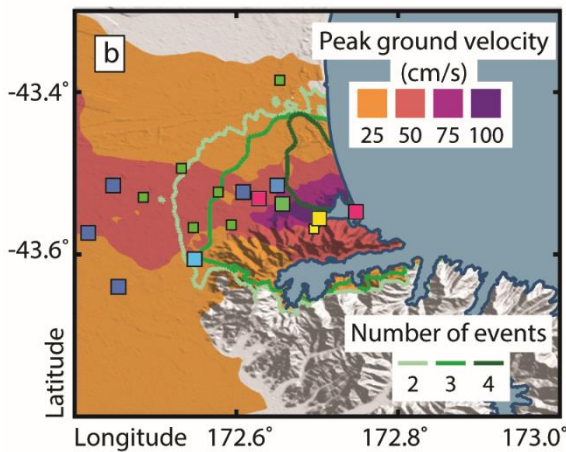 b
Peak ground velocity
(cm/s)
25 50 75 100
-43.4°
-43.6°
Number of events
2 3 4
Latitude
Longitude 172.6° 172.8° 173.0°